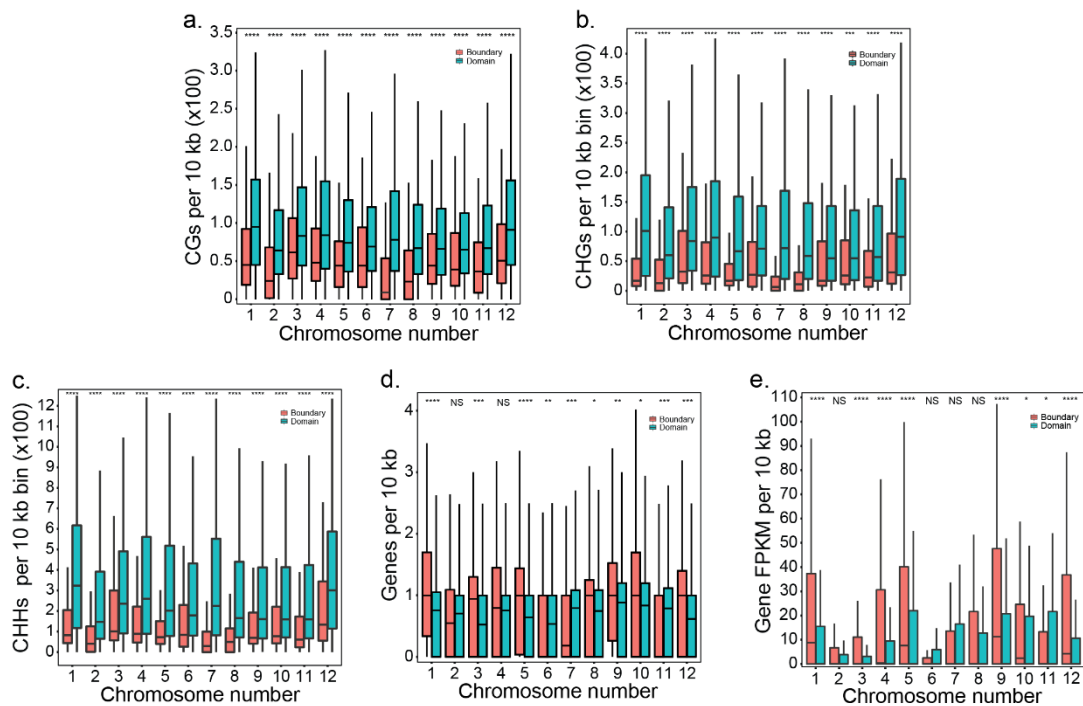 a.
CGs per 10 kb (x100)
3.5
3.0
2.5
2.0
1.5
1.0
0.5
0
**** **** **** **** **** **** **** **** **** **** **** ****
Boundary
Domain
1 2 3 4 5 6 7 8 9 10 11 12
Chromosome number
b.
CHGs per 10 kb bin (x100)
4.0
3.5
3.0
2.5
2.0
1.5
1.0
0.5
0
**** **** **** **** **** **** **** **** **** *** **** ****
Boundary
Domain
1 2 3 4 5 6 7 8 9 10 11 12
Chromosome number
c.
CHHs per 10 kb bin (x100)
12
11
10
9
8
7
6
5
4
3
2
1
0
**** **** **** **** **** **** **** **** **** **** **** ****
Boundary
Domain
1 2 3 4 5 6 7 8 9 10 11 12
Chromosome number
d.
Genes per 10 kb
4
3
2
1
0
**** NS *** NS **** ** *** * ** * *** ***
Boundary
Domain
1 2 3 4 5 6 7 8 9 10 11 12
Chromosome number
e.
Gene FPKM per 10 kb
110
100
90
80
70
60
50
40
30
20
10
0
**** NS **** **** **** NS NS NS **** * * ****
Boundary
Domain
1 2 3 4 5 6 7 8 9 10 11 12
Chromosome number